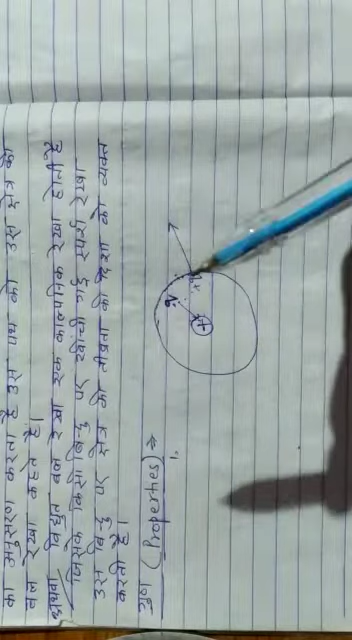 का अनुसरण करता है उस पथ को उस क्षेत्र की
बल रेखा कहते हैं।
अथवा विद्युत बल रेखा एक काल्पनिक रेखा होती है
जिसके किसी बिन्दु पर खींची गई स्पर्श रेखा
उस बिन्दु पर क्षेत्र की तीव्रता की दिशा को व्यक्त
करती है।
गुण (Properties) ⇒
1.
+